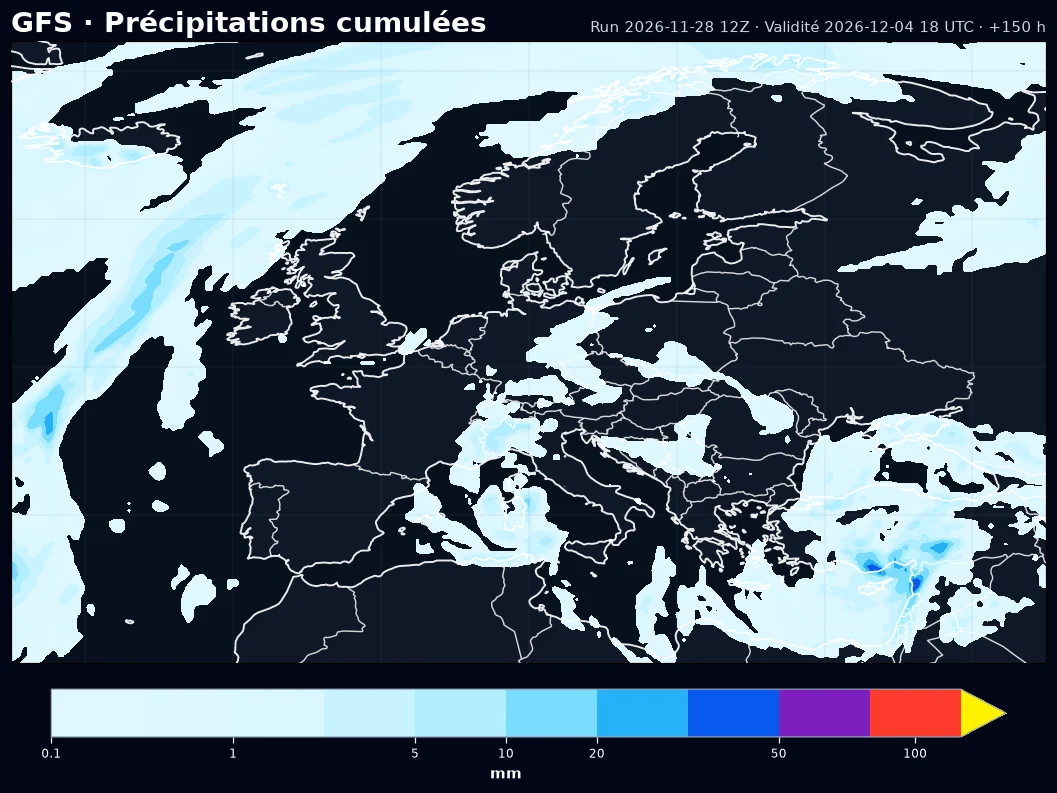 GFS · Précipitations cumulées
Run 2026-11-28 12Z · Validité 2026-12-04 18 UTC · +150 h
0.1 1 5 10 20 50 100
mm